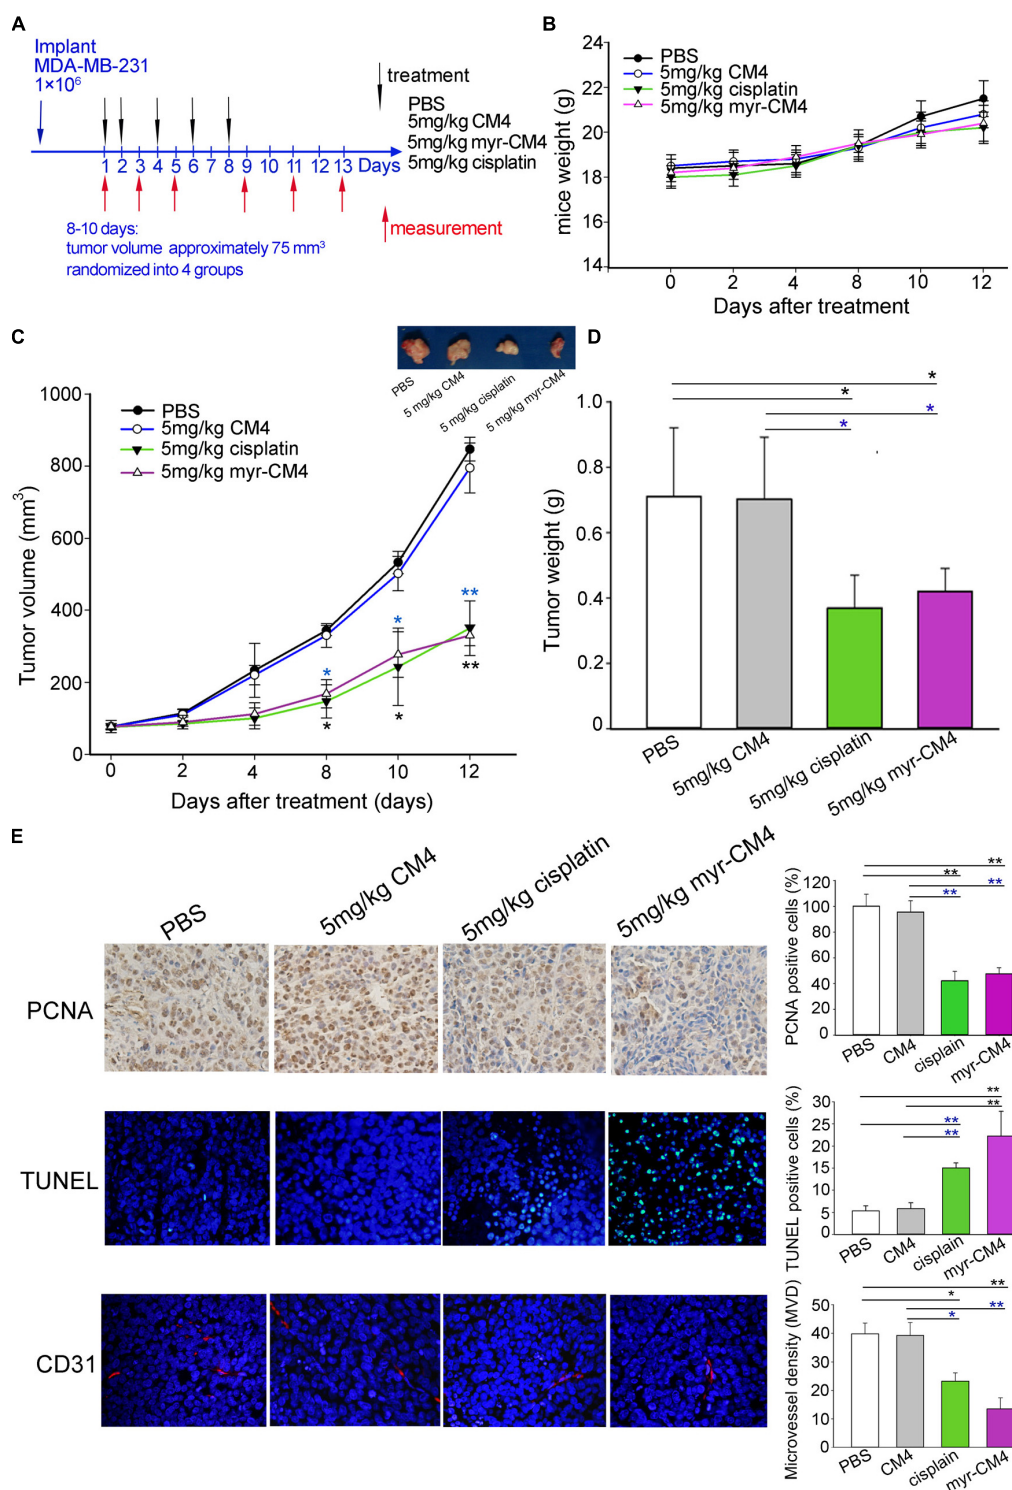 A
Implant
MDA-MB-231
1×10⁶
treatment
PBS
5mg/kg CM4
5mg/kg myr-CM4
5mg/kg cisplatin
1 2 3 4 5 6 7 8 9 10 11 12 13 Days
measurement
8-10 days:
tumor volume approximately 75 mm³
randomized into 4 groups
B
mice weight (g)
24
22
20
18
16
14
PBS
5mg/kg CM4
5mg/kg cisplatin
5mg/kg myr-CM4
0 2 4 8 10 12
Days after treatment
C
PBS
5 mg/kg CM4
5 mg/kg cisplatin
5 mg/kg myr-CM4
Tumor volume (mm³)
1000
800
600
400
200
0
PBS
5mg/kg CM4
5mg/kg cisplatin
5mg/kg myr-CM4
*
*
**
*
*
**
0 2 4 8 10 12
Days after treatment (days)
D
Tumor weight (g)
1.0
0.8
0.6
0.4
0.2
0
*
*
*
*
PBS
5mg/kg CM4
5mg/kg cisplatin
5mg/kg myr-CM4
E
PBS
5mg/kg CM4
5mg/kg cisplatin
5mg/kg myr-CM4
PCNA
TUNEL
CD31
PCNA positive cells (%)
120
100
80
60
40
20
0
**
**
**
**
PBS
CM4
cisplain
myr-CM4
TUNEL positive cells (%)
30
25
20
15
10
5
0
**
**
**
**
PBS
CM4
cisplain
myr-CM4
Microvessel density (MVD)
50
40
30
20
10
0
**
*
**
*
PBS
CM4
cisplain
myr-CM4